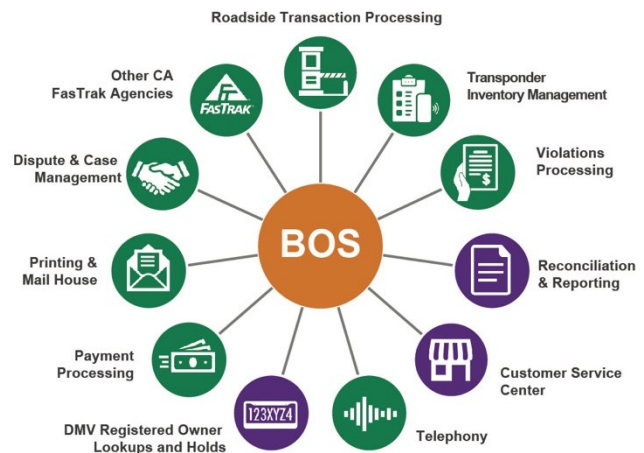 Roadside Transaction Processing
Other CA
FasTrak Agencies
FASTRAK
Transponder
Inventory Management
Dispute & Case
Management
Violations
Processing
$
BOS
Printing &
Mail House
Reconciliation
& Reporting
Payment
Processing
Customer Service
Center
123XYZ4
DMV Registered Owner
Lookups and Holds
Telephony